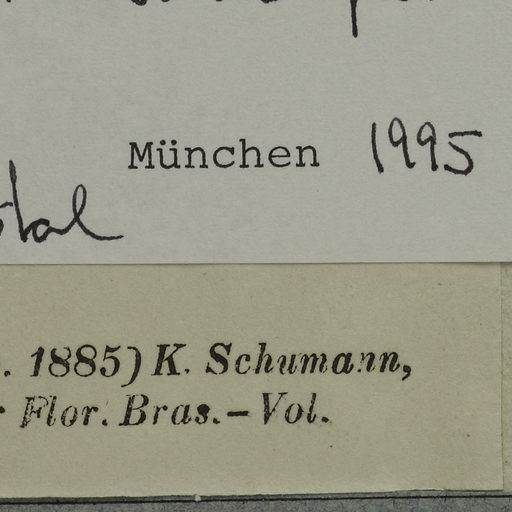 München 1995
. 1885) K. Schumann,
Flor. Bras.– Vol.